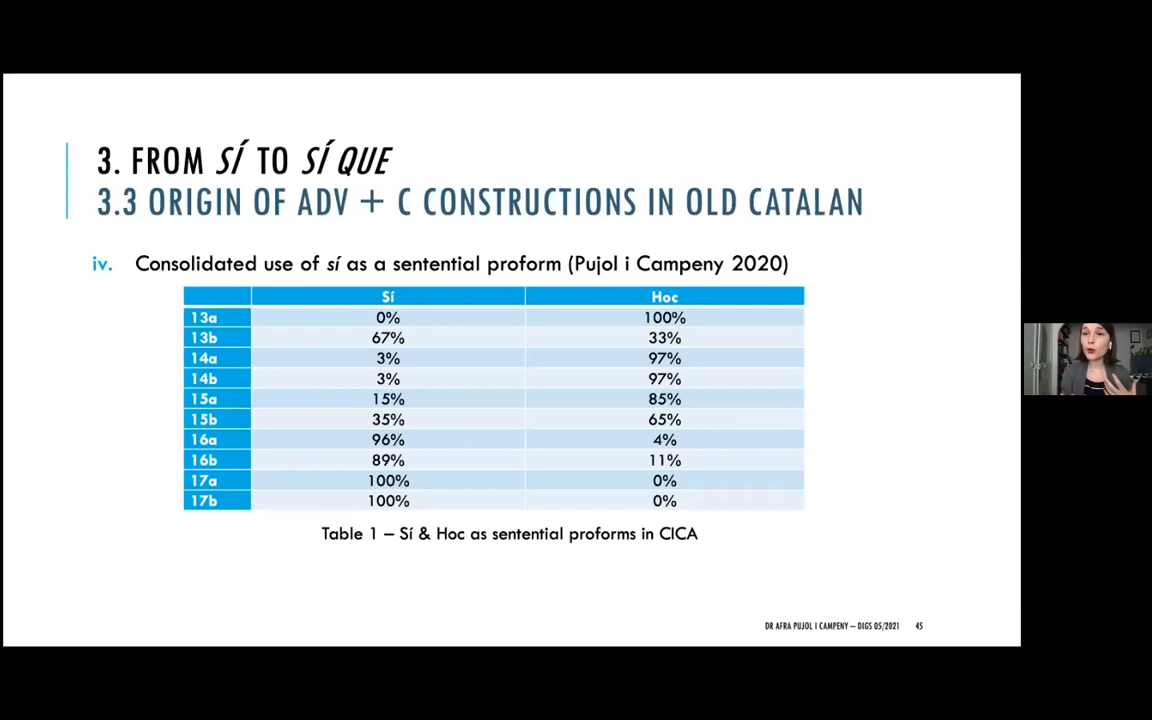 3. FROM SÍ TO SÍ QUE
3.3 ORIGIN OF ADV + C CONSTRUCTIONS IN OLD CATALAN
iv. Consolidated use of sí as a sentential proform (Pujol i Campeny 2020)
Sí Hoc
13a 0% 100%
13b 67% 33%
14a 3% 97%
14b 3% 97%
15a 15% 85%
15b 35% 65%
16a 96% 4%
16b 89% 11%
17a 100% 0%
17b 100% 0%
Table 1 – Sí & Hoc as sentential proforms in CICA
DR AFRA PUJOL I CAMPENY – DIGS 05/2021 45